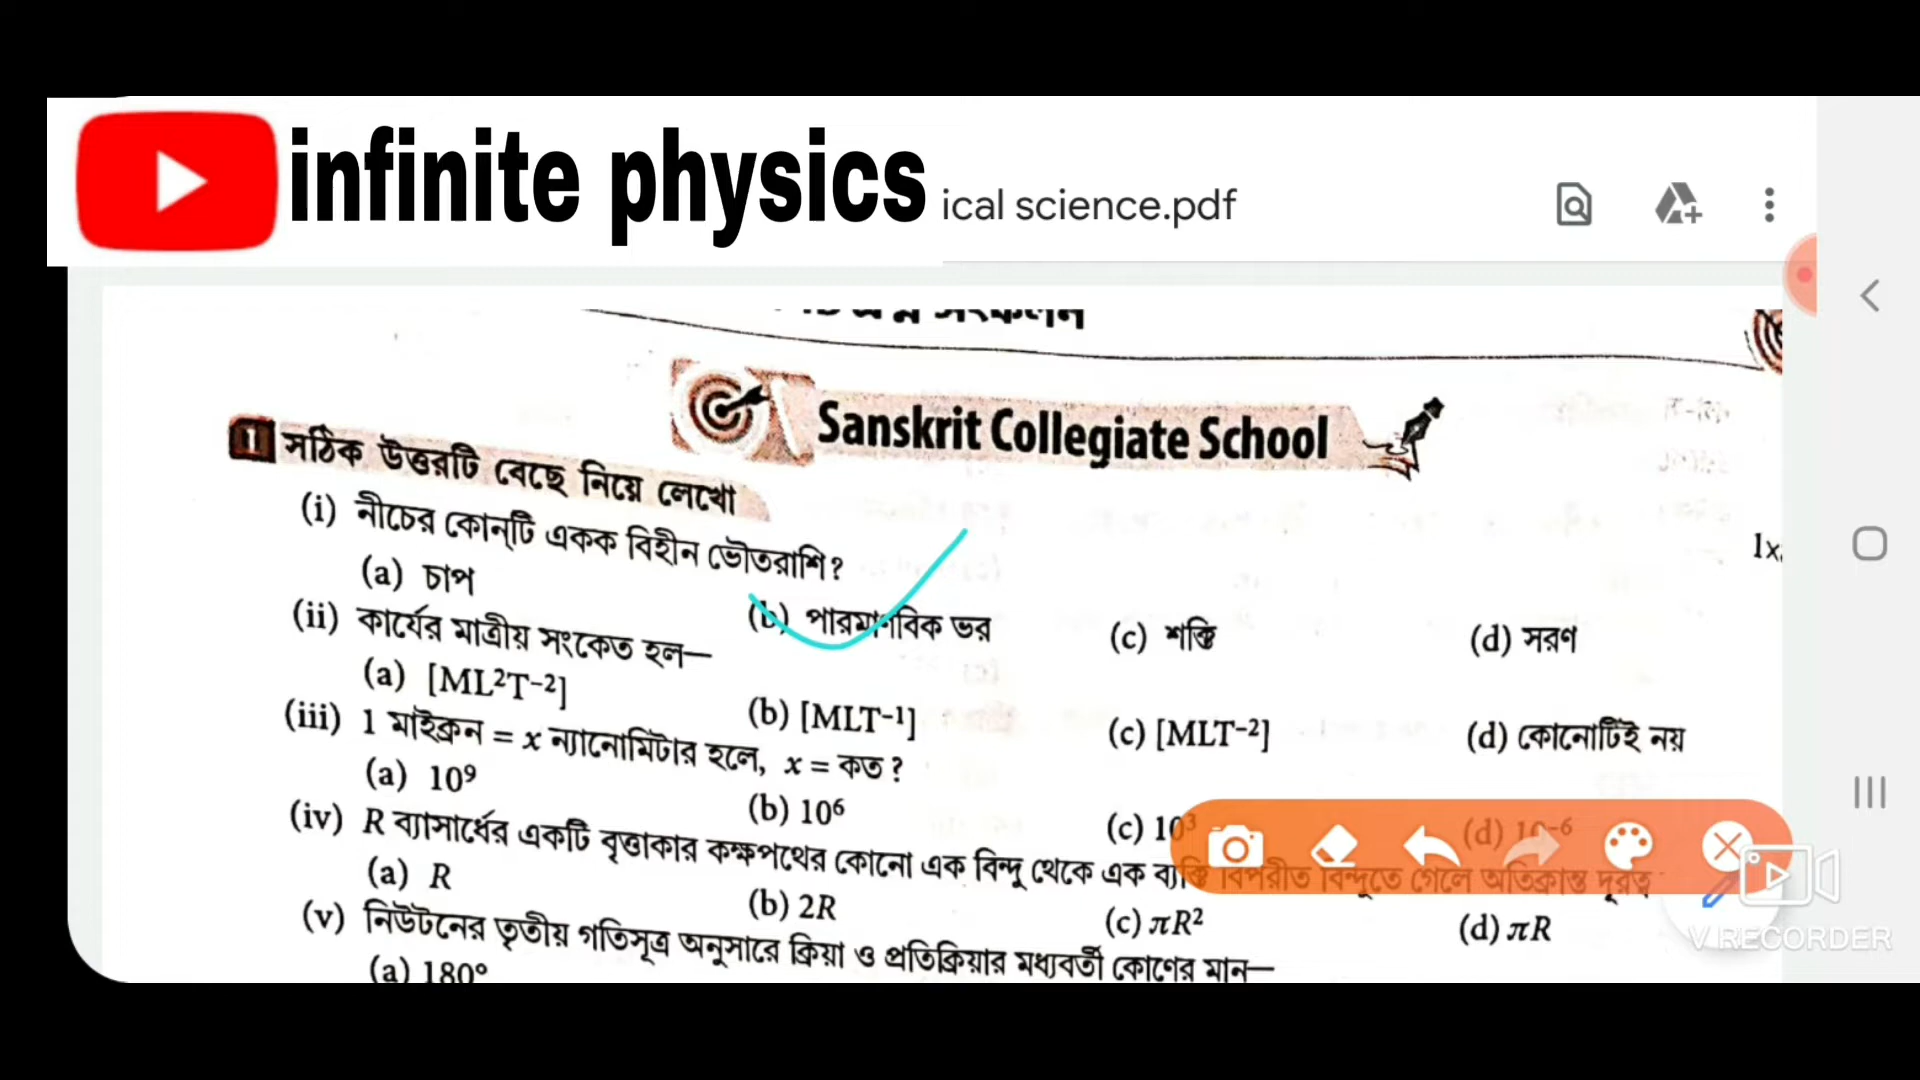 infinite physics
ical science.pdf
Sanskrit Collegiate School
1 সঠিক উত্তরটি বেছে নিয়ে লেখো
(i) নীচের কোন্‌টি একক বিহীন ভৌতরাশি?
1x
(a) চাপ (b) পারমাণবিক ভর (c) শক্তি (d) সরণ
(ii) কার্যের মাত্রীয় সংকেত হল—
(a) [ML²T⁻²] (b) [MLT⁻¹] (c) [MLT⁻²] (d) কোনোটিই নয়
(iii) 1 মাইক্রন = x ন্যানোমিটার হলে, x = কত ?
(a) 10⁹ (b) 10⁶ (c) 10³ (d) 10⁻⁶
(iv) R ব্যাসার্ধের একটি বৃত্তাকার কক্ষপথের কোনো এক বিন্দু থেকে এক ব্যক্তি বিপরীত বিন্দুতে গেলে অতিক্রান্ত দূরত্ব
(a) R (b) 2R (c) πR² (d) πR
(v) নিউটনের তৃতীয় গতিসূত্র অনুসারে ক্রিয়া ও প্রতিক্রিয়ার মধ্যবর্তী কোণের মান—
(a) 180°
V RECORDER